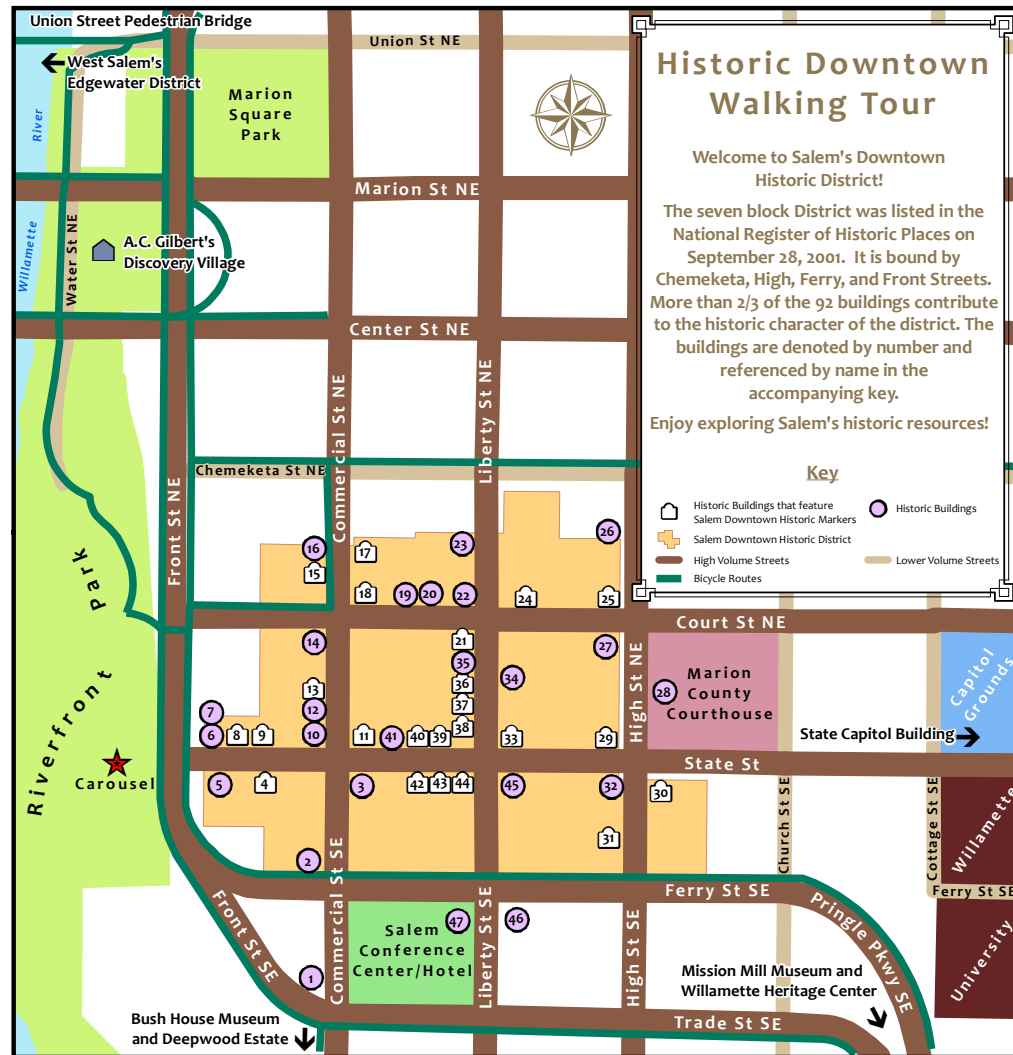 Union Street Pedestrian Bridge
Union St NE
West Salem's
Edgewater District
River
Marion
Square
Park
Marion St NE
Willamette
Water St NE
A.C. Gilbert's
Discovery Village
Center St NE
Historic Downtown
Walking Tour
Welcome to Salem's Downtown
Historic District!
The seven block District was listed in the
National Register of Historic Places on
September 28, 2001. It is bound by
Chemeketa, High, Ferry, and Front Streets.
More than 2/3 of the 92 buildings contribute
to the historic character of the district. The
buildings are denoted by number and
referenced by name in the
accompanying key.
Enjoy exploring Salem's historic resources!
Key
Historic Buildings that feature
Salem Downtown Historic Markers
Historic Buildings
Salem Downtown Historic District
High Volume Streets
Lower Volume Streets
Bicycle Routes
Chemeketa St NE
Front St NE
Commercial St NE
Liberty St NE
16
15
17
23
26
18
19
20
22
24
25
Court St NE
14
21
27
35
34
13
36
12
37
7
6
8
9
10
11
41
40
39
38
33
29
High St NE
28
Marion
County
Courthouse
Capitol
Grounds
State Capitol Building
State St
Riverfront Park
Carousel
5
4
3
42
43
44
45
32
30
31
2
Commercial St SE
Church St SE
Cottage St SE
Willamette
University
Ferry St SE
Ferry St SE
Pringle Pkwy SE
Front St SE
1
Salem
Conference
Center/Hotel
47
46
Liberty St SE
High St SE
Mission Mill Museum and
Willamette Heritage Center
Bush House Museum
and Deepwood Estate
Trade St SE